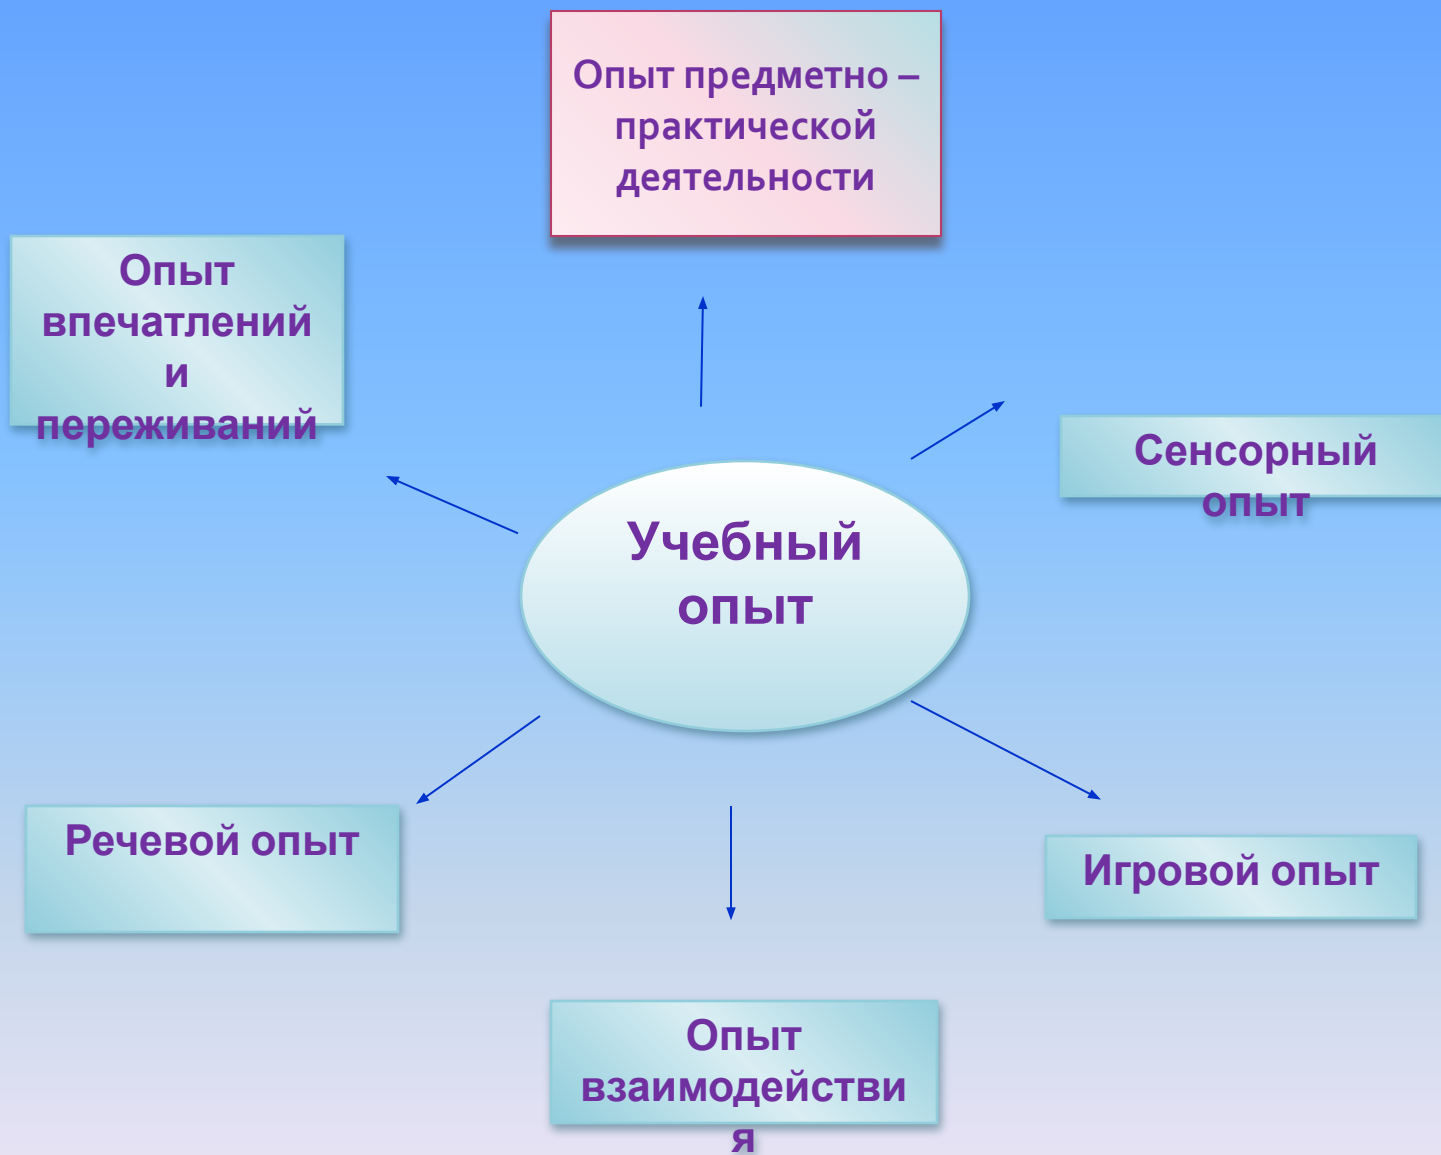 Опыт предметно –
практической
деятельности
Опыт
впечатлений
и
переживаний
Сенсорный
опыт
Учебный
опыт
Речевой опыт
Игровой опыт
Опыт
взаимодействи
я